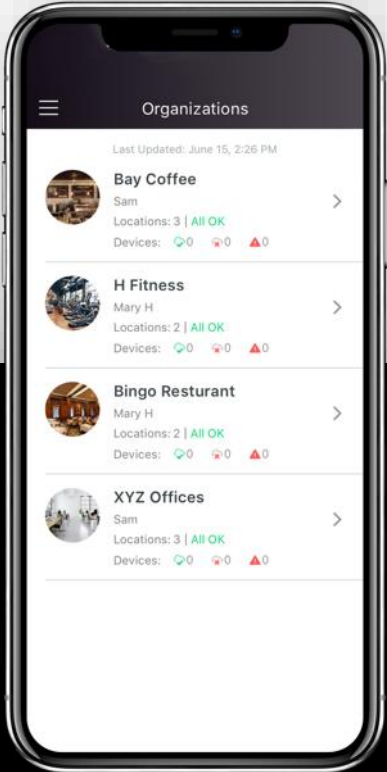 Organizations
Last Updated: June 15, 2:26 PM
Bay Coffee
Sam
Locations: 3 | All OK
Devices: 0 0 0
H Fitness
Mary H
Locations: 2 | All OK
Devices: 0 0 0
Bingo Resturant
Mary H
Locations: 2 | All OK
Devices: 0 0 0
XYZ Offices
Sam
Locations: 3 | All OK
Devices: 0 0 0